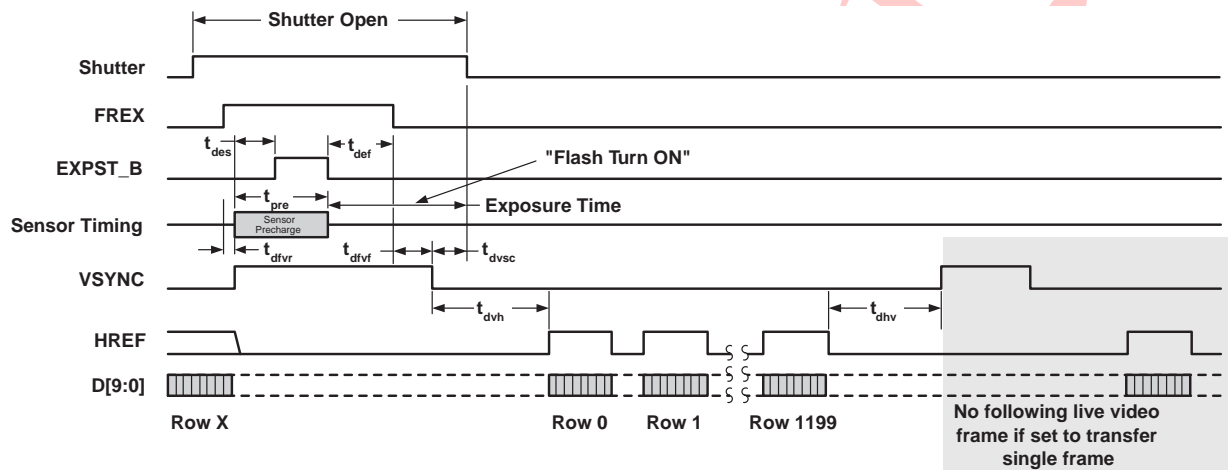 Shutter Open
Shutter
FREX
t des
t def
EXPST_B
"Flash Turn ON"
t pre
Exposure Time
Sensor Timing
Sensor
Precharge
t dfvr
t dfvf
t dvsc
VSYNC
t dvh
t dhv
HREF
D[9:0]
Row X
Row 0
Row 1
Row 1199
No following live video
frame if set to transfer
single frame